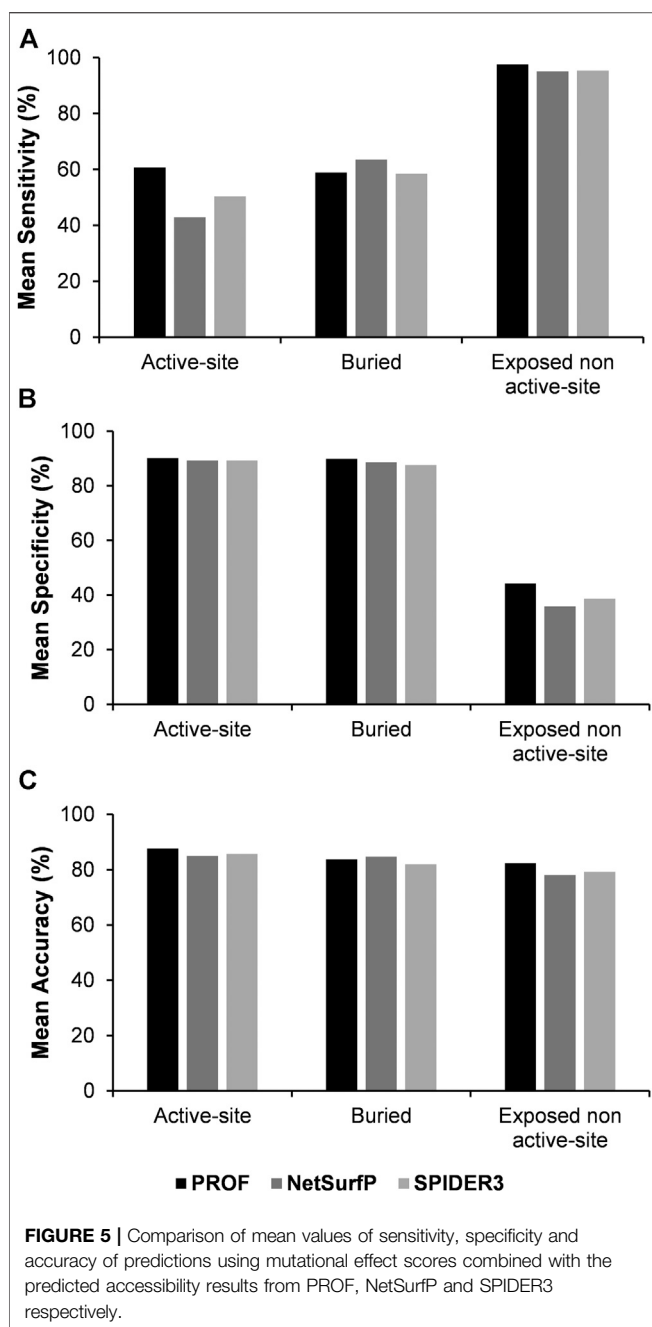 A
100
80
60
40
20
0
Mean Sensitivity (%)
Active-site
Buried
Exposed non
active-site
B
100
80
60
40
20
0
Mean Specificity (%)
Active-site
Buried
Exposed non
active-site
C
100
80
60
40
20
0
Mean Accuracy (%)
Active-site
Buried
Exposed non
active-site
PROF NetSurfP SPIDER3
FIGURE 5 | Comparison of mean values of sensitivity, specificity and
accuracy of predictions using mutational effect scores combined with the
predicted accessibility results from PROF, NetSurfP and SPIDER3
respectively.